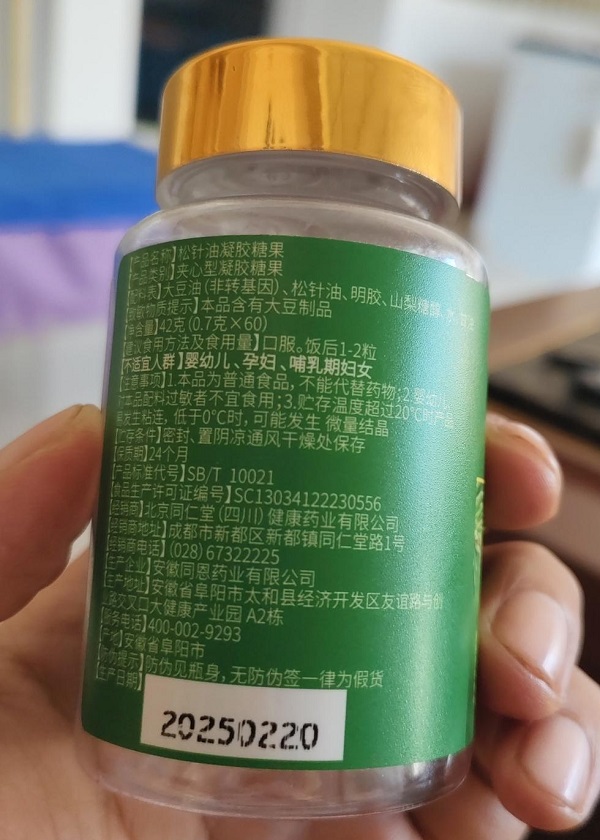 产品名称】松针油凝胶糖果
产品类别】夹心型凝胶糖果
配料表】大豆油（非转基因）、松针油、明胶、山梨糖醇、水、甘油
致敏物质提示】本品含有大豆制品
净含量】42克（0.7克×60）
建议食用方法及食用量】口服。饭后1-2粒
不适宜人群】婴幼儿、孕妇、哺乳期妇女
注意事项】1.本品为普通食品，不能代替药物；2.婴幼儿
本品配料过敏者不宜食用；3.贮存温度超过20℃时产品
易发生粘连，低于0℃时，可能发生 微量结晶
【贮存条件】密封、置阴凉通风干燥处保存
保质期】24个月
产品标准代号】SB/T 10021
食品生产许可证编号】SC13034122230556
经销商】北京同仁堂（四川）健康药业有限公司
经销商地址】成都市新都区新都镇同仁堂路1号
经销商电话】（028）67322225
生产企业】安徽同恩药业有限公司
生产地址】安徽省阜阳市太和县经济开发区友谊路与创
路交叉口大健康产业园 A2栋
服务电话】400-002-9293
产地】安徽省阜阳市
防伪提示】防伪见瓶身，无防伪签一律为假货
生产日期】
20250220